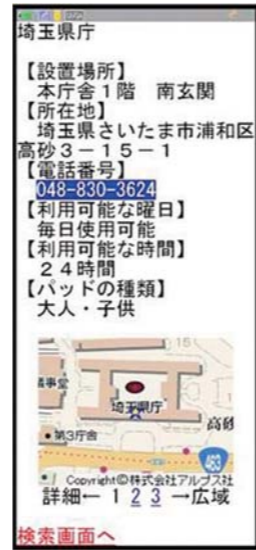 埼玉県庁
【設置場所】
本庁舎1階 南玄関
【所在地】
埼玉県さいたま市浦和区
高砂3-15-1
【電話番号】
048-830-3624
【利用可能な曜日】
毎日使用可能
【利用可能な時間】
24時間
【パッドの種類】
大人・子供
議事堂
埼玉県庁
高砂
第3庁舎
463
Copyright©株式会社アルプス社
詳細← 1 2 3 →広域
検索画面へ